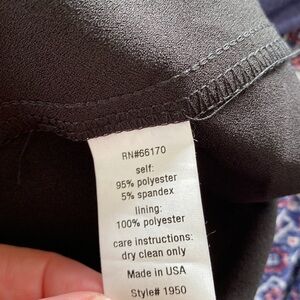 RN#66170
self:
95% polyester
5% spandex
lining:
100% polyester
care instructions:
dry clean only
Made in USA
Style# 1950